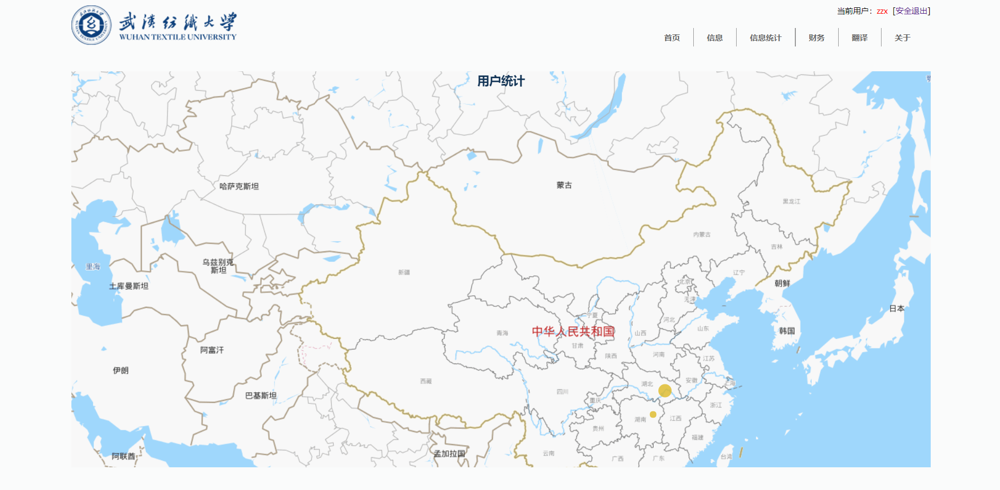 武汉纺织大学
WUHAN TEXTILE UNIVERSITY
当前用户：zzx [安全退出]
首页 信息 信息统计 财务 翻译 关于
用户统计
鄂
哈萨克斯坦
蒙古
黑龙江
内蒙古
吉林
乌兹别克
斯坦
里海
新疆
辽宁
北京
朝鲜
土库曼斯坦
天津
日本
宁夏
河北
青海
中华人民共和国
山西
山东
韩国
甘肃
阿富汗
陕西
河南
江苏
伊朗
西藏
湖北
安徽
上海
四川
巴基斯坦
重庆
浙江
湖南
江西
贵州
福建
孟加拉国
云南
阿联酋
广西
广东
台湾